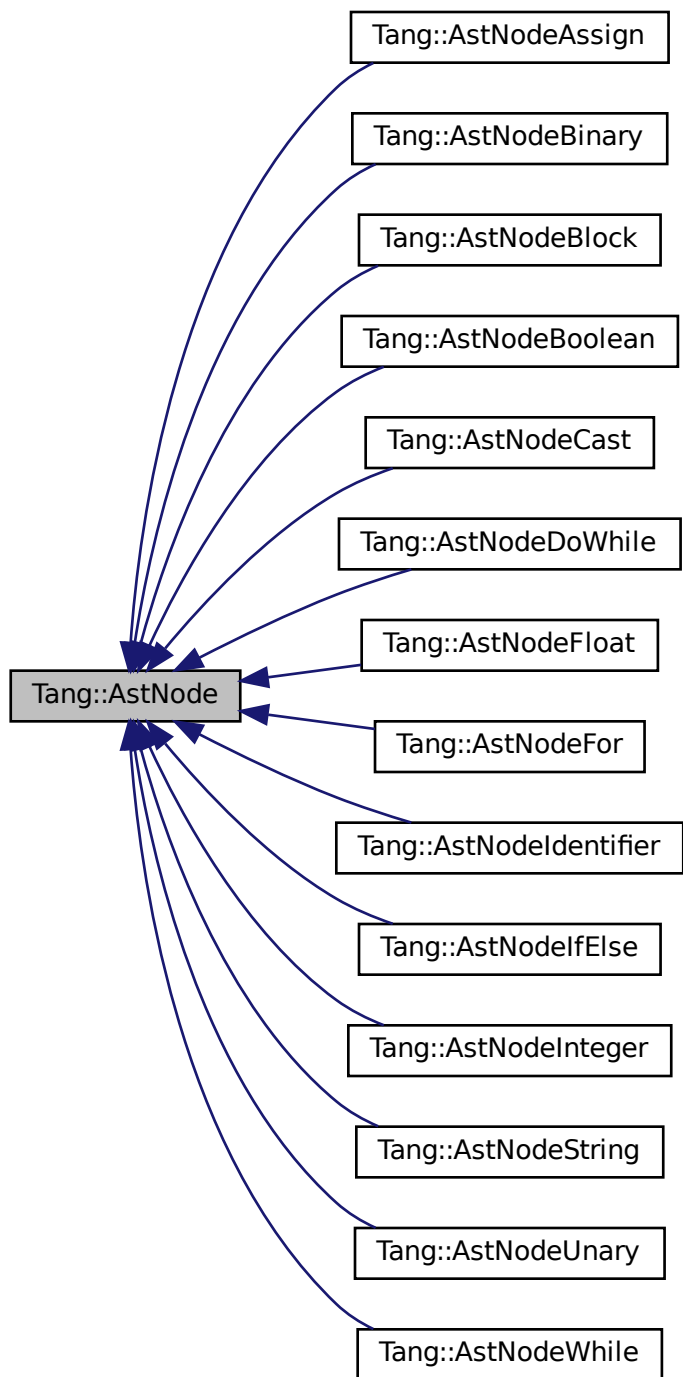 Tang::AstNodeAssign
Tang::AstNodeBinary
Tang::AstNodeBlock
Tang::AstNodeBoolean
Tang::AstNodeCast
Tang::AstNodeDoWhile
Tang::AstNodeFloat
Tang::AstNode
Tang::AstNodeFor
Tang::AstNodeIdentifier
Tang::AstNodeIfElse
Tang::AstNodeInteger
Tang::AstNodeString
Tang::AstNodeUnary
Tang::AstNodeWhile